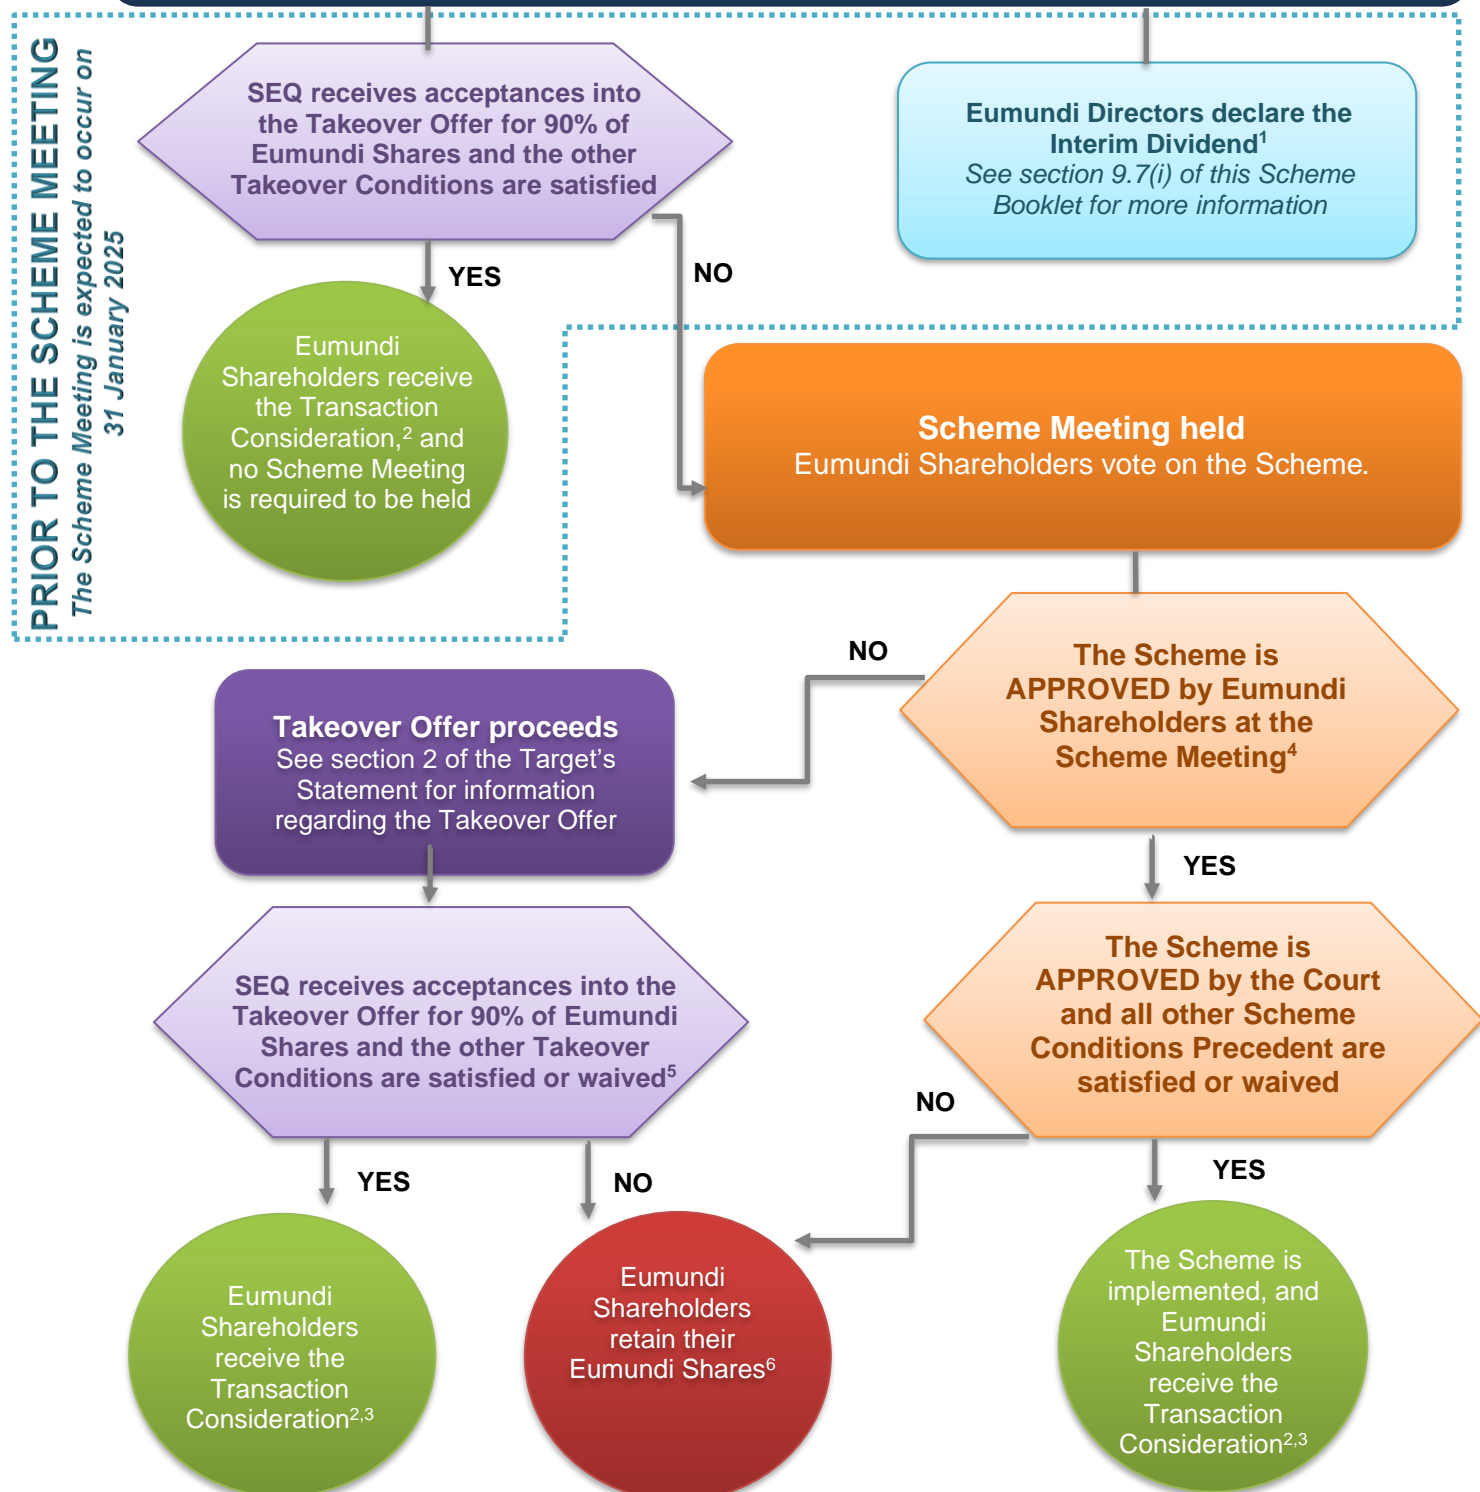 PRIOR TO THE SCHEME MEETING
The Scheme Meeting is expected to occur on
31 January 2025
SEQ receives acceptances into
the Takeover Offer for 90% of
Eumundi Shares and the other
Takeover Conditions are satisfied
Eumundi Directors declare the
Interim Dividend¹
See section 9.7(i) of this Scheme
Booklet for more information
YES
NO
Eumundi
Shareholders receive
the Transaction
Consideration,² and
no Scheme Meeting
is required to be held
Scheme Meeting held
Eumundi Shareholders vote on the Scheme.
NO
The Scheme is
APPROVED by Eumundi
Shareholders at the
Scheme Meeting⁴
Takeover Offer proceeds
See section 2 of the Target’s
Statement for information
regarding the Takeover Offer
YES
The Scheme is
APPROVED by the Court
and all other Scheme
Conditions Precedent are
satisfied or waived
SEQ receives acceptances into the
Takeover Offer for 90% of Eumundi
Shares and the other Takeover
Conditions are satisfied or waived⁵
NO
YES
NO
YES
Eumundi
Shareholders
receive the
Transaction
Consideration²,³
Eumundi
Shareholders
retain their
Eumundi Shares⁶
The Scheme is
implemented, and
Eumundi
Shareholders
receive the
Transaction
Consideration²,³